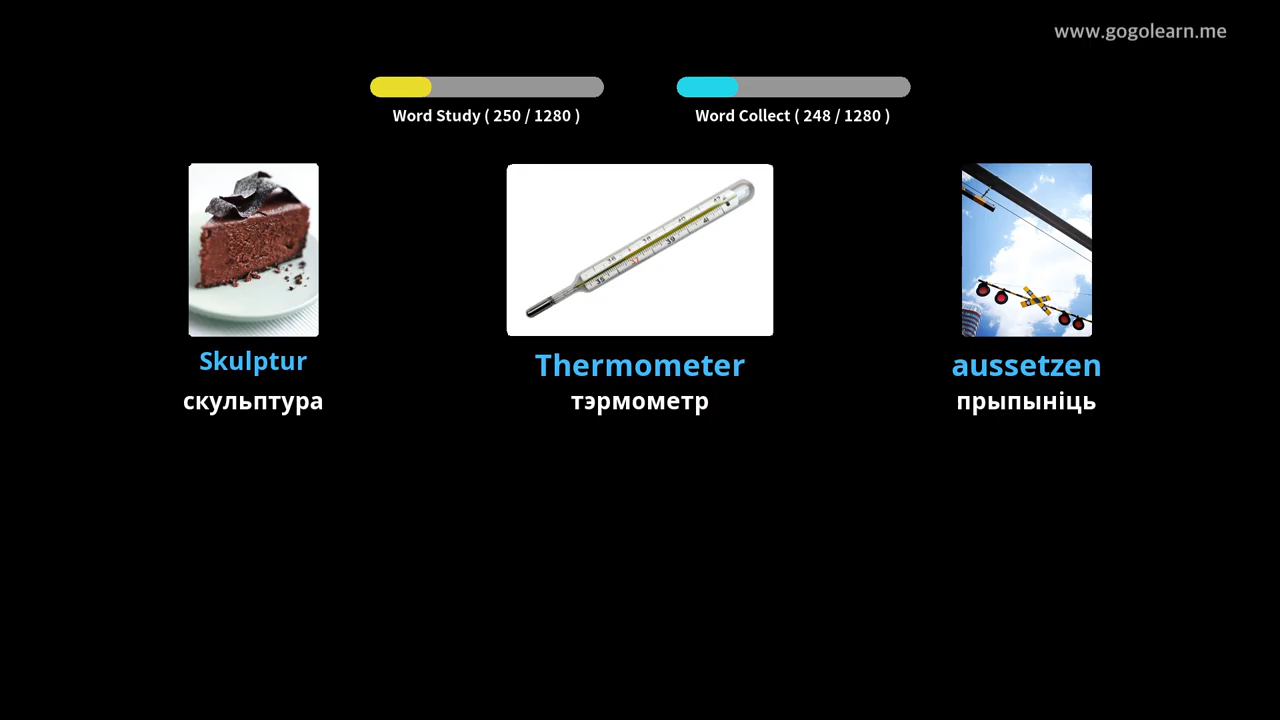 www.gogolearn.me
Word Study ( 250 / 1280 )
Word Collect ( 248 / 1280 )
Skulptur
скульптура
Thermometer
тэрмометр
aussetzen
прыпыніць